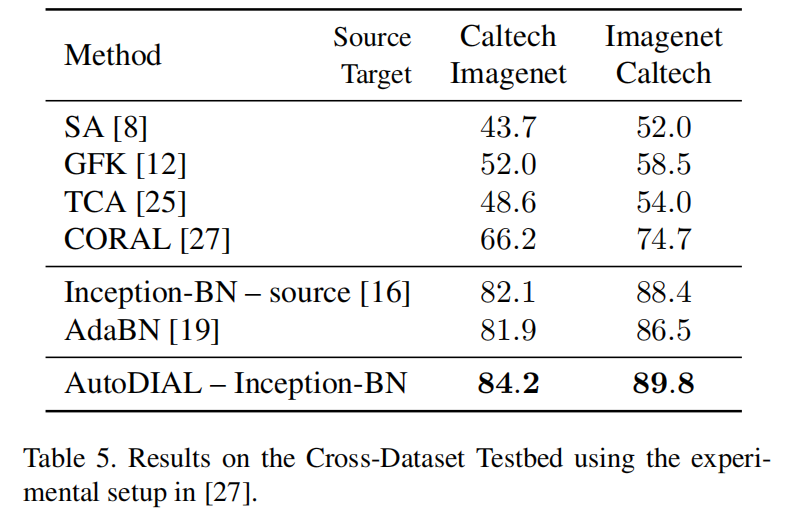 Method Source Caltech Imagenet
Target Imagenet Caltech
SA [8] 43.7 52.0
GFK [12] 52.0 58.5
TCA [25] 48.6 54.0
CORAL [27] 66.2 74.7
Inception-BN – source [16] 82.1 88.4
AdaBN [19] 81.9 86.5
AutoDIAL – Inception-BN 84.2 89.8
Table 5. Results on the Cross-Dataset Testbed using the experi-
mental setup in [27].